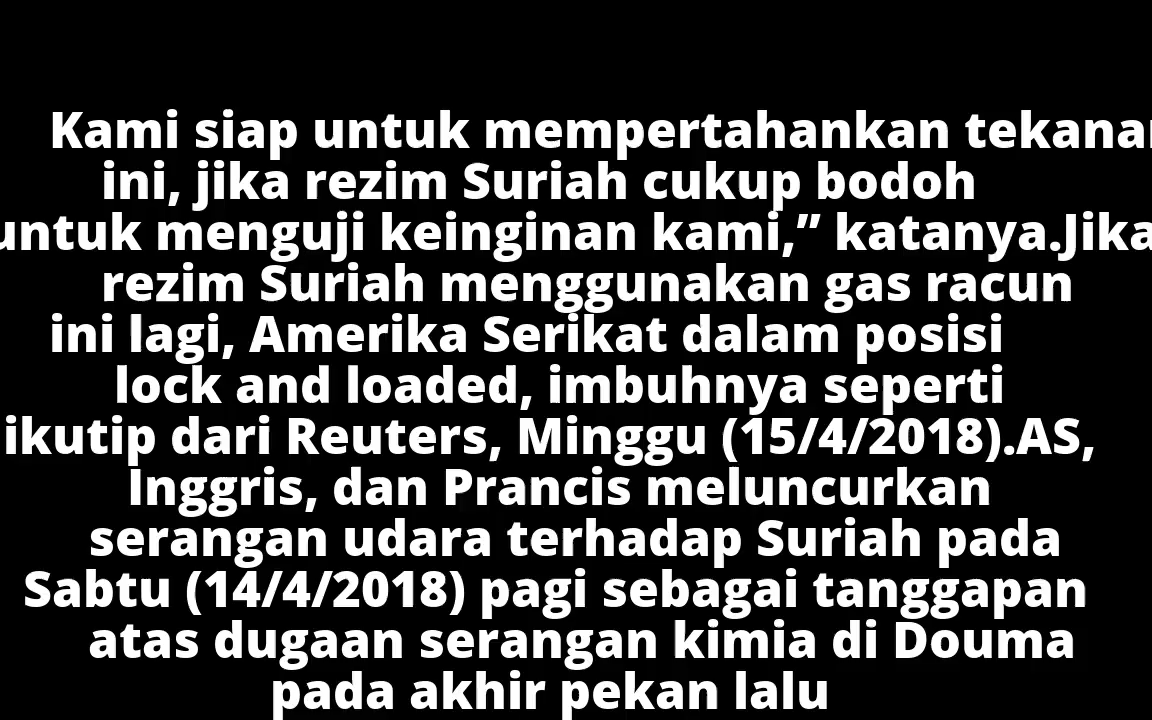 Kami siap untuk mempertahankan tekanan
ini, jika rezim Suriah cukup bodoh
untuk menguji keinginan kami,” katanya.Jika
rezim Suriah menggunakan gas racun
ini lagi, Amerika Serikat dalam posisi
lock and loaded, imbuhnya seperti
ikutip dari Reuters, Minggu (15/4/2018).AS,
Inggris, dan Prancis meluncurkan
serangan udara terhadap Suriah pada
Sabtu (14/4/2018) pagi sebagai tanggapan
atas dugaan serangan kimia di Douma
pada akhir pekan lalu